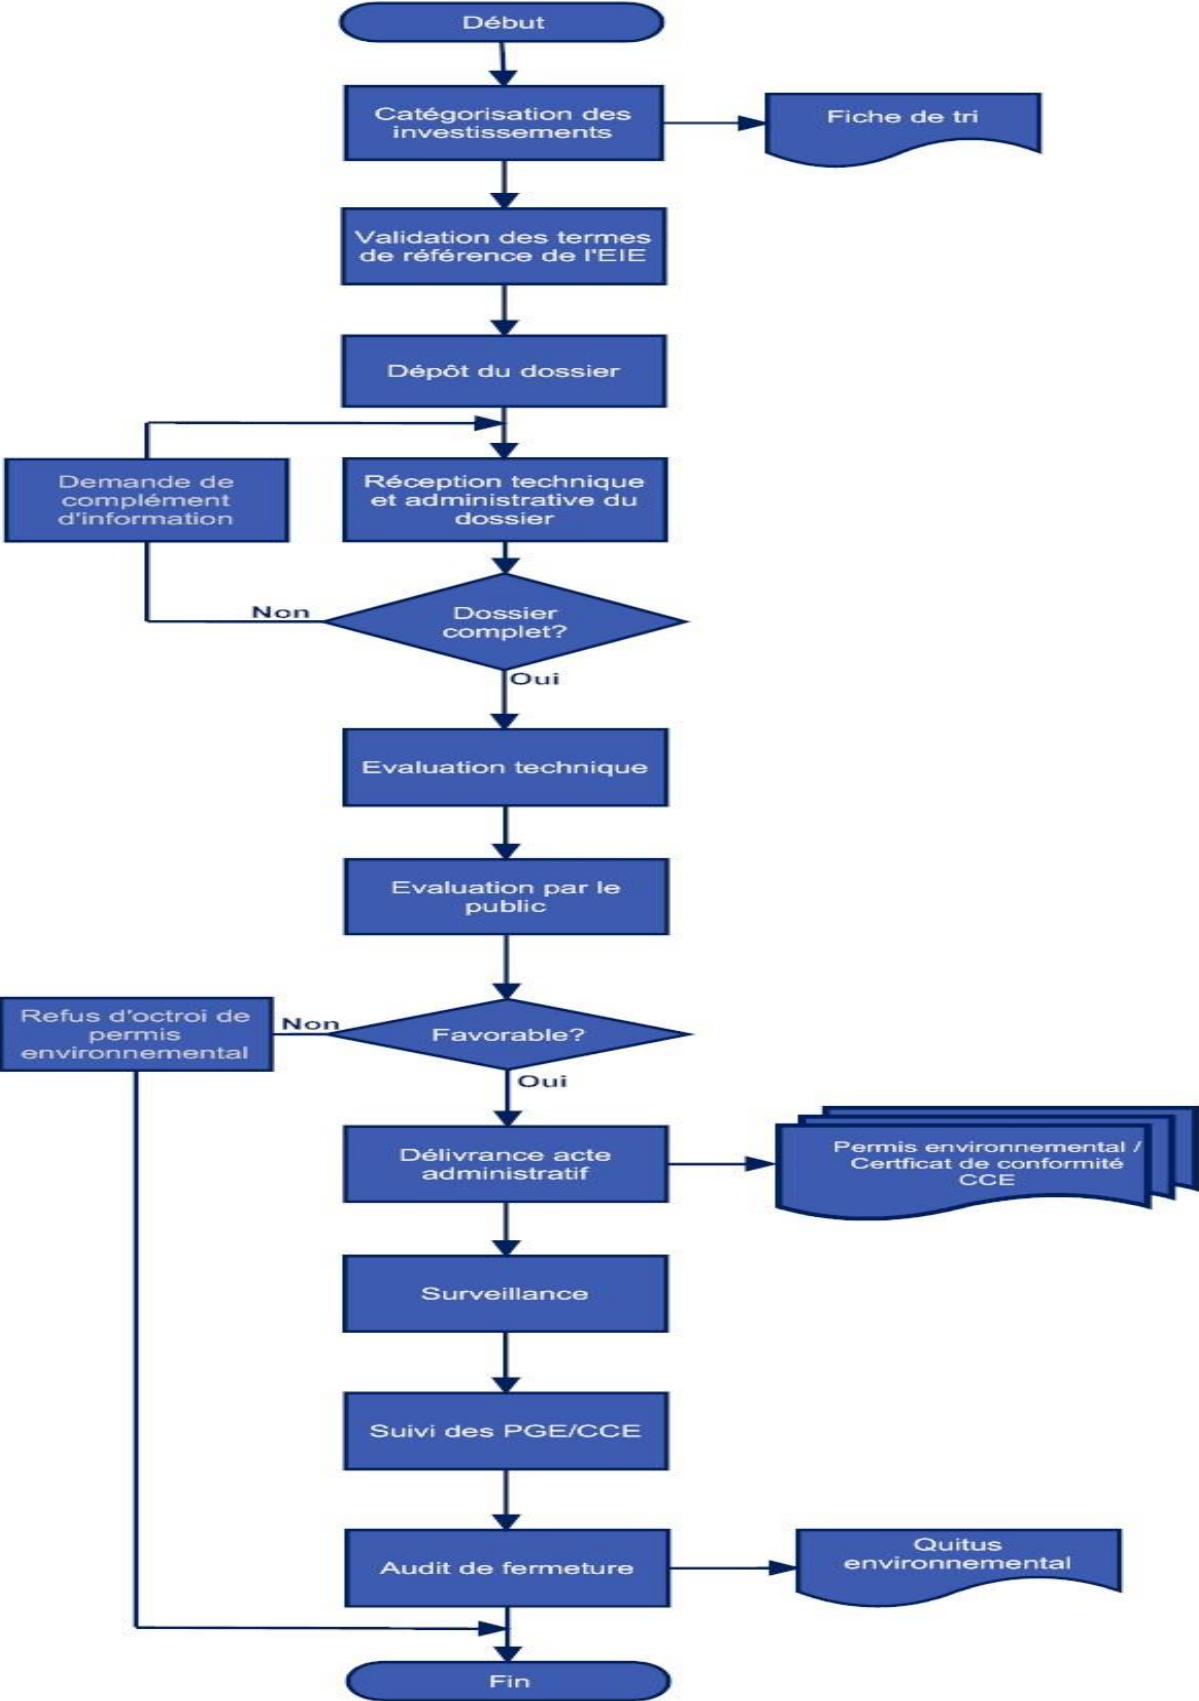 Début
Catégorisation des
investissements
Fiche de tri
Validation des termes
de référence de l'EIE
Dépôt du dossier
Demande de
complément
d'information
Réception technique
et administrative du
dossier
Non
Dossier
complet?
Oui
Evaluation technique
Evaluation par le
public
Refus d'octroi de
permis
environnemental
Non
Favorable?
Oui
Délivrance acte
administratif
Permis environnemental /
Certficat de conformité
CCE
Surveillance
Suivi des PGE/CCE
Audit de fermeture
Quitus
environnemental
Fin